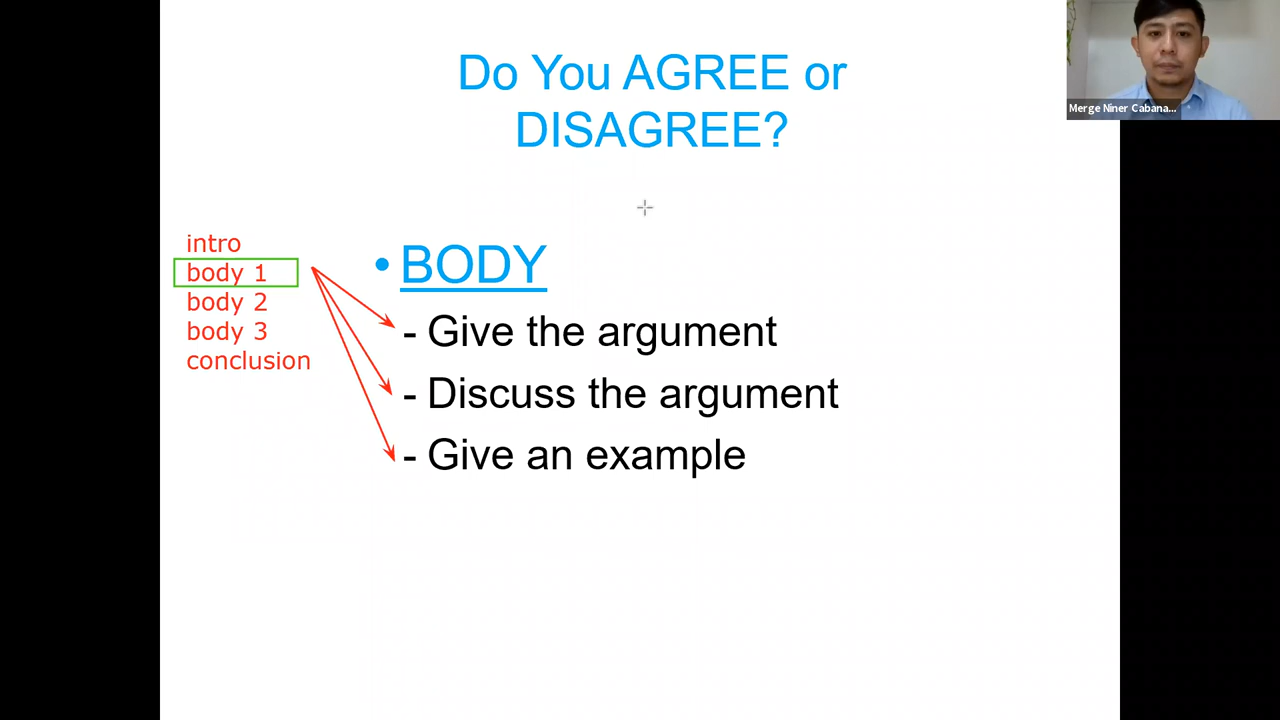 Do You AGREE or
DISAGREE?
Merge Niner Cabana...
intro
body 1
body 2
body 3
conclusion
• BODY
- Give the argument
- Discuss the argument
- Give an example